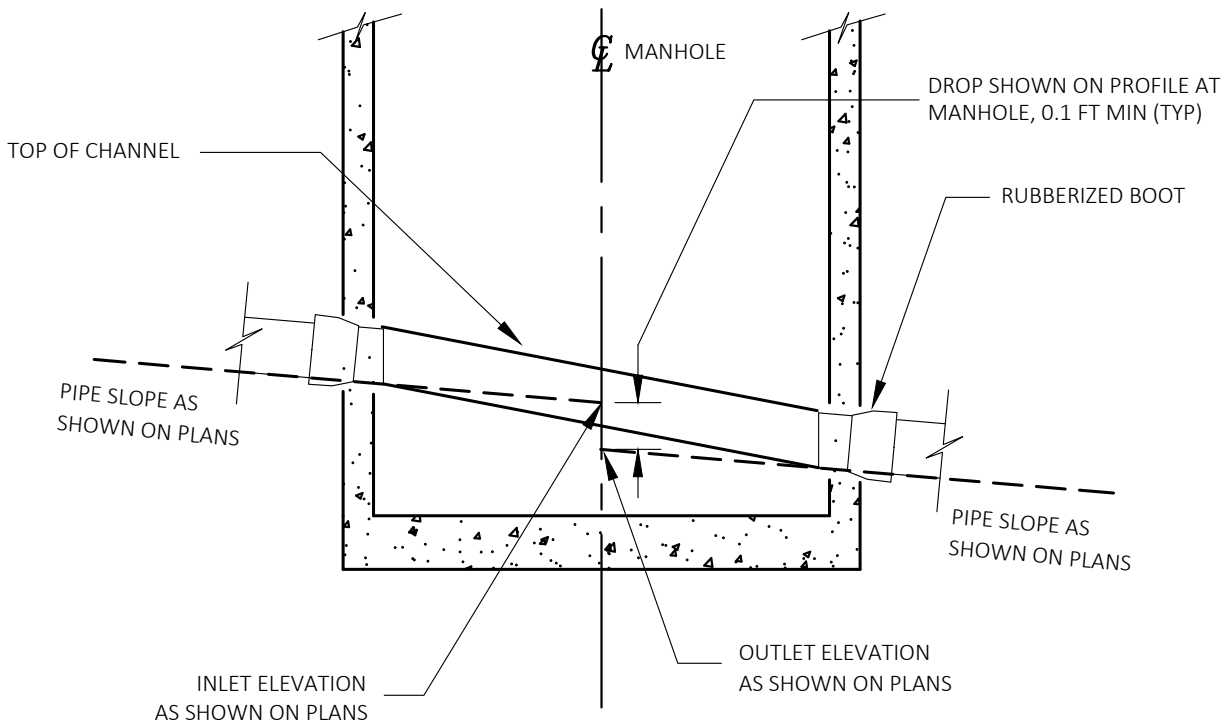 ℄ MANHOLE
DROP SHOWN ON PROFILE AT
MANHOLE, 0.1 FT MIN (TYP)
TOP OF CHANNEL
RUBBERIZED BOOT
PIPE SLOPE AS
SHOWN ON PLANS
PIPE SLOPE AS
SHOWN ON PLANS
OUTLET ELEVATION
AS SHOWN ON PLANS
INLET ELEVATION
AS SHOWN ON PLANS